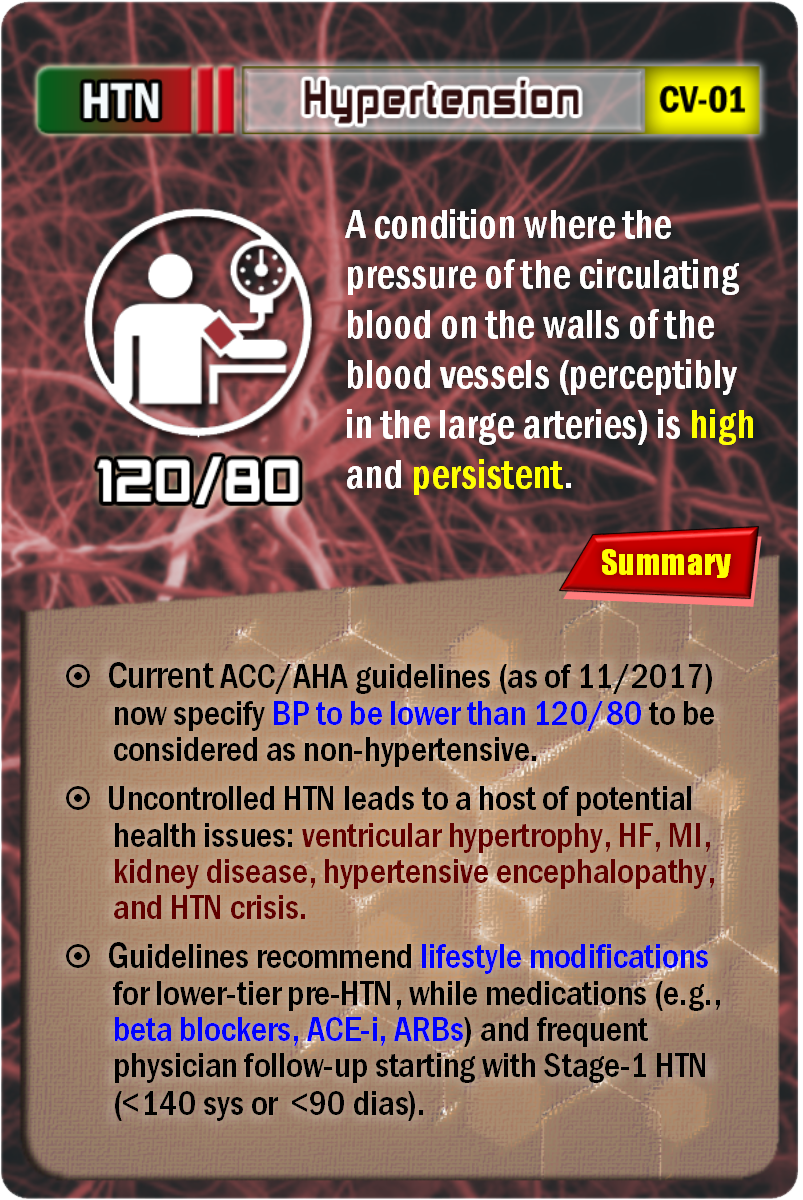 HTN
Hypertension
CV-01
A condition where the
pressure of the circulating
blood on the walls of the
blood vessels (perceptibly
in the large arteries) is high
and persistent.
120/80
Summary
Current ACC/AHA guidelines (as of 11/2017)
now specify BP to be lower than 120/80 to be
considered as non-hypertensive.
Uncontrolled HTN leads to a host of potential
health issues: ventricular hypertrophy, HF, MI,
kidney disease, hypertensive encephalopathy,
and HTN crisis.
Guidelines recommend lifestyle modifications
for lower-tier pre-HTN, while medications (e.g.,
beta blockers, ACE-i, ARBs) and frequent
physician follow-up starting with Stage-1 HTN
(<140 sys or <90 dias).